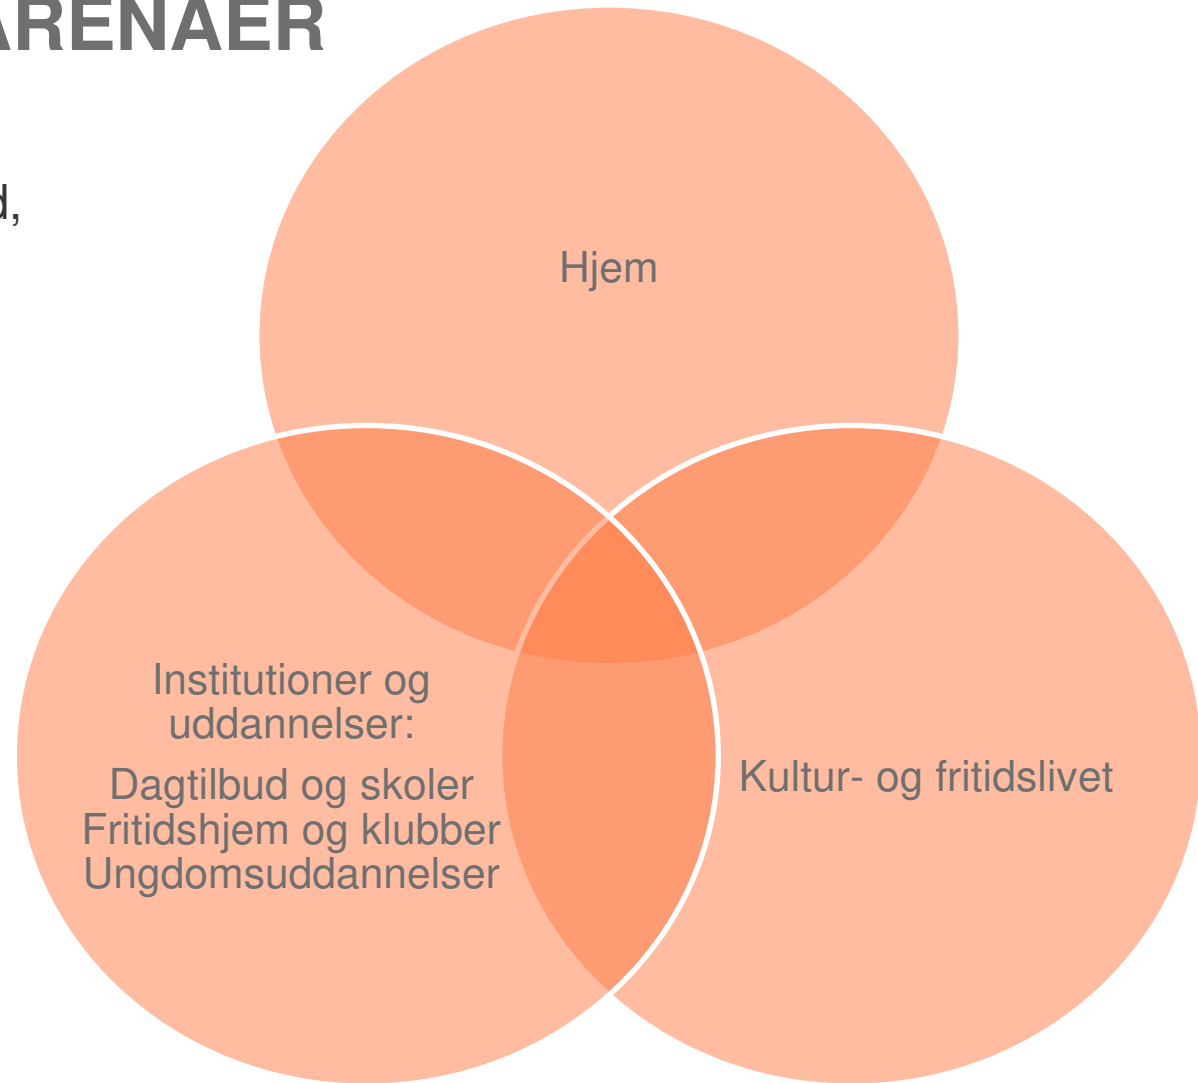 ARENAER
d,
Hjem
Institutioner og
uddannelser:
Dagtilbud og skoler
Fritidshjem og klubber
Ungdomsuddannelser
Kultur- og fritidslivet